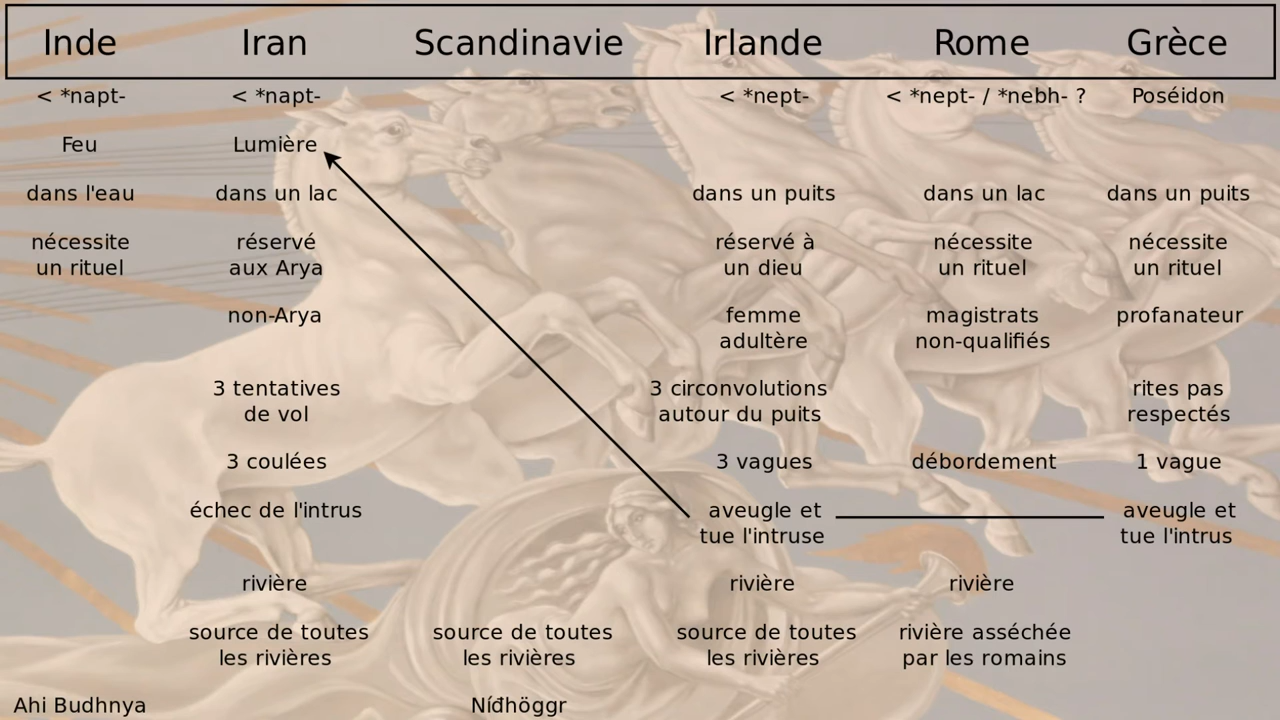 Inde Iran Scandinavie Irlande Rome Grèce
< *napt- < *napt- < *nept- < *nept- / *nebh- ? Poséidon
Feu Lumière
dans l'eau dans un lac dans un puits dans un lac dans un puits
nécessite réservé réservé à nécessite nécessite
un rituel aux Arya un dieu un rituel un rituel
non-Arya femme magistrats profanateur
adultère non-qualifiés
3 tentatives 3 circonvolutions rites pas
de vol autour du puits respectés
3 coulées 3 vagues débordement 1 vague
échec de l'intrus aveugle et aveugle et
tue l'intruse tue l'intrus
rivière rivière rivière
source de toutes source de toutes source de toutes rivière asséchée
les rivières les rivières les rivières par les romains
Ahi Budhnya Níđhöggr